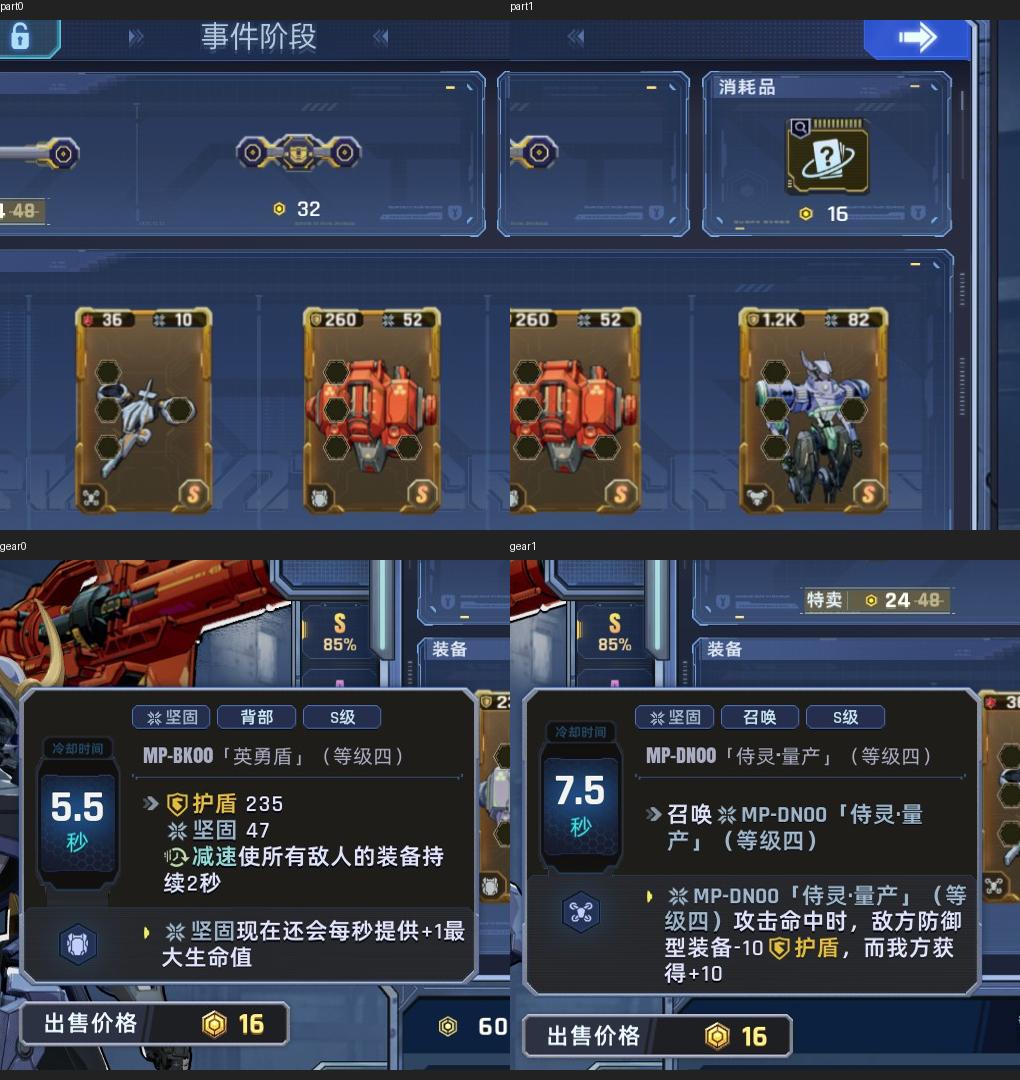 part0
part1
事件阶段
消耗品
48
32
16
36
10
260
52
260
52
1.2K
82
S
S
S
S
gear0
gear1
S
85%
装备
冷却时间
5.5
秒
坚固
背部
S级
MP-BK00「英勇盾」（等级四）
护盾 235
坚固 47
减速使所有敌人的装备持
续2秒
坚固现在还会每秒提供+1最
大生命值
出售价格
16
60
特卖
24 48
S
85%
装备
冷却时间
7.5
秒
坚固
召唤
S级
MP-DN00「侍灵·量产」（等级四）
召唤 MP-DN00「侍灵·量
产」（等级四）
MP-DN00「侍灵·量产」（等
级四）攻击命中时，敌方防御
型装备-10 护盾，而我方获
得+10
出售价格
16